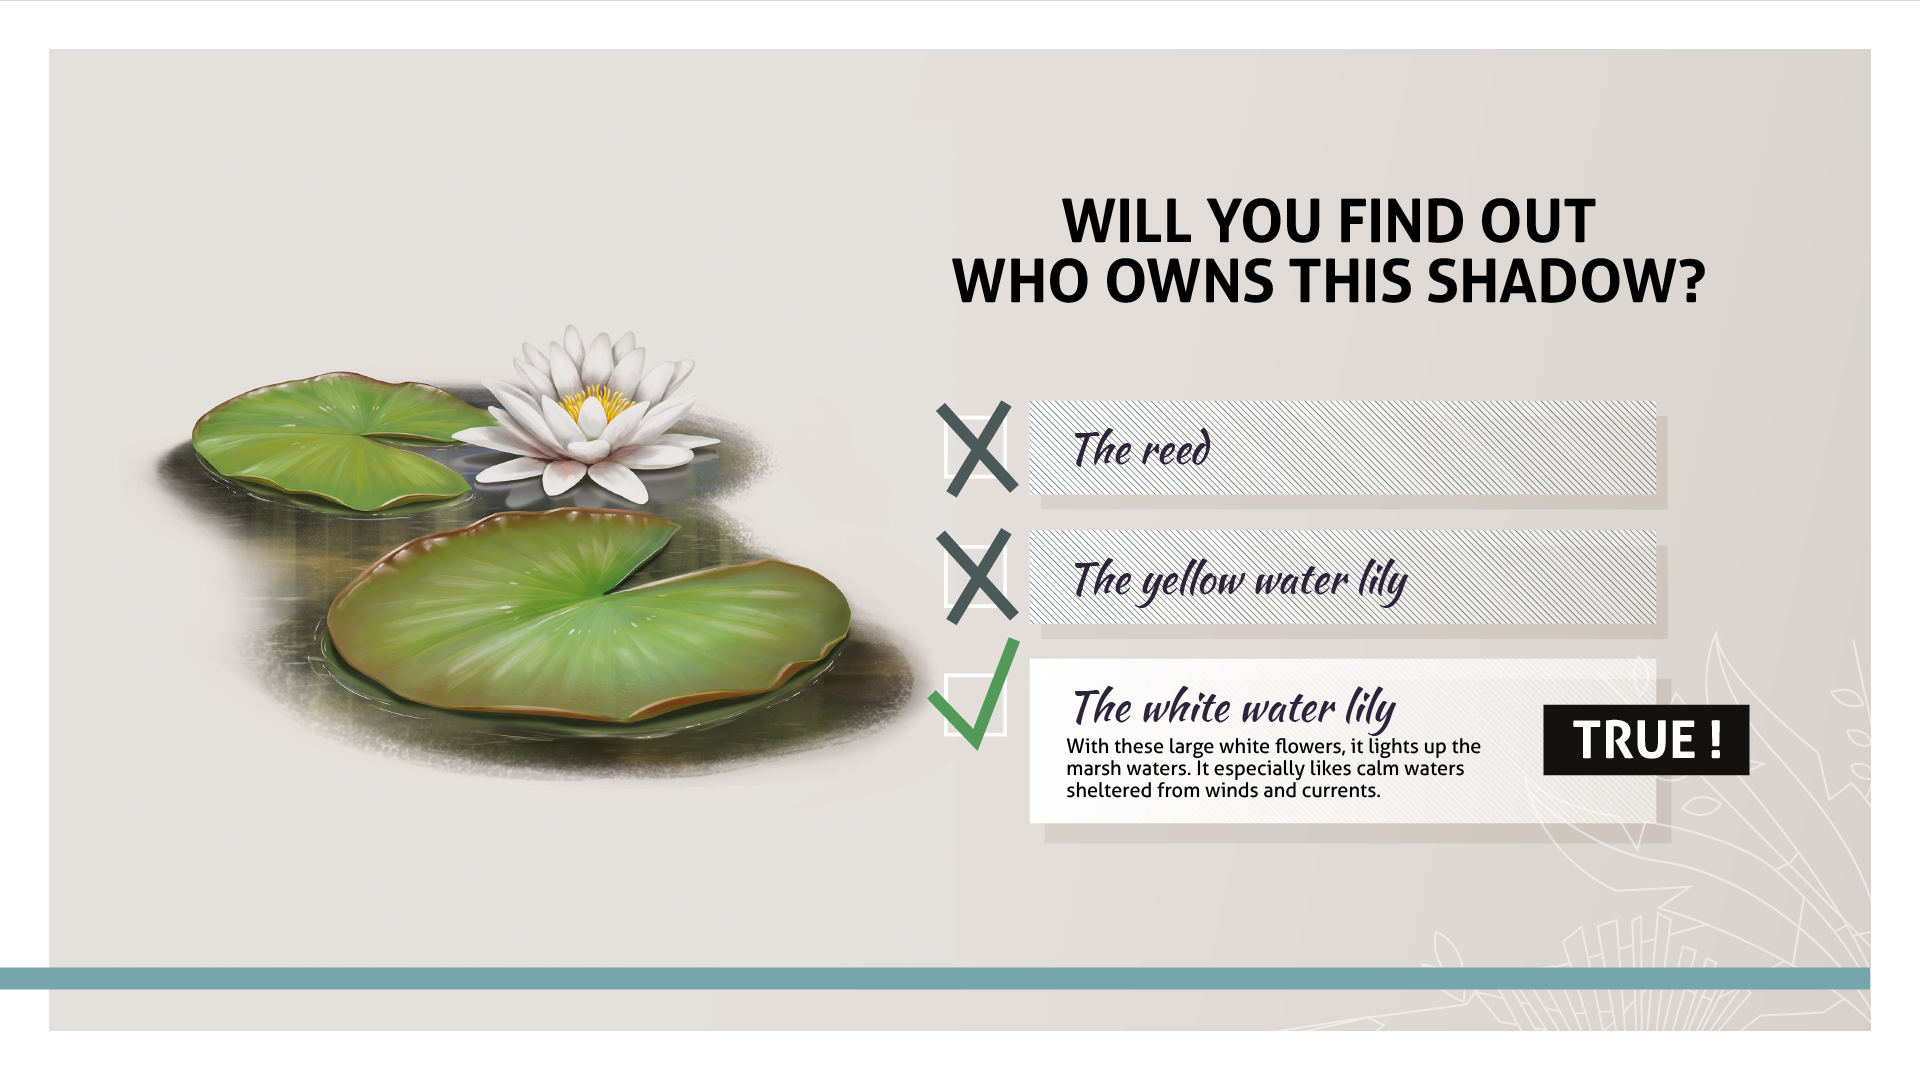 WILL YOU FIND OUT
WHO OWNS THIS SHADOW?
The reed
The yellow water lily
The white water lily
With these large white flowers, it lights up the
marsh waters. It especially likes calm waters
sheltered from winds and currents.
TRUE !